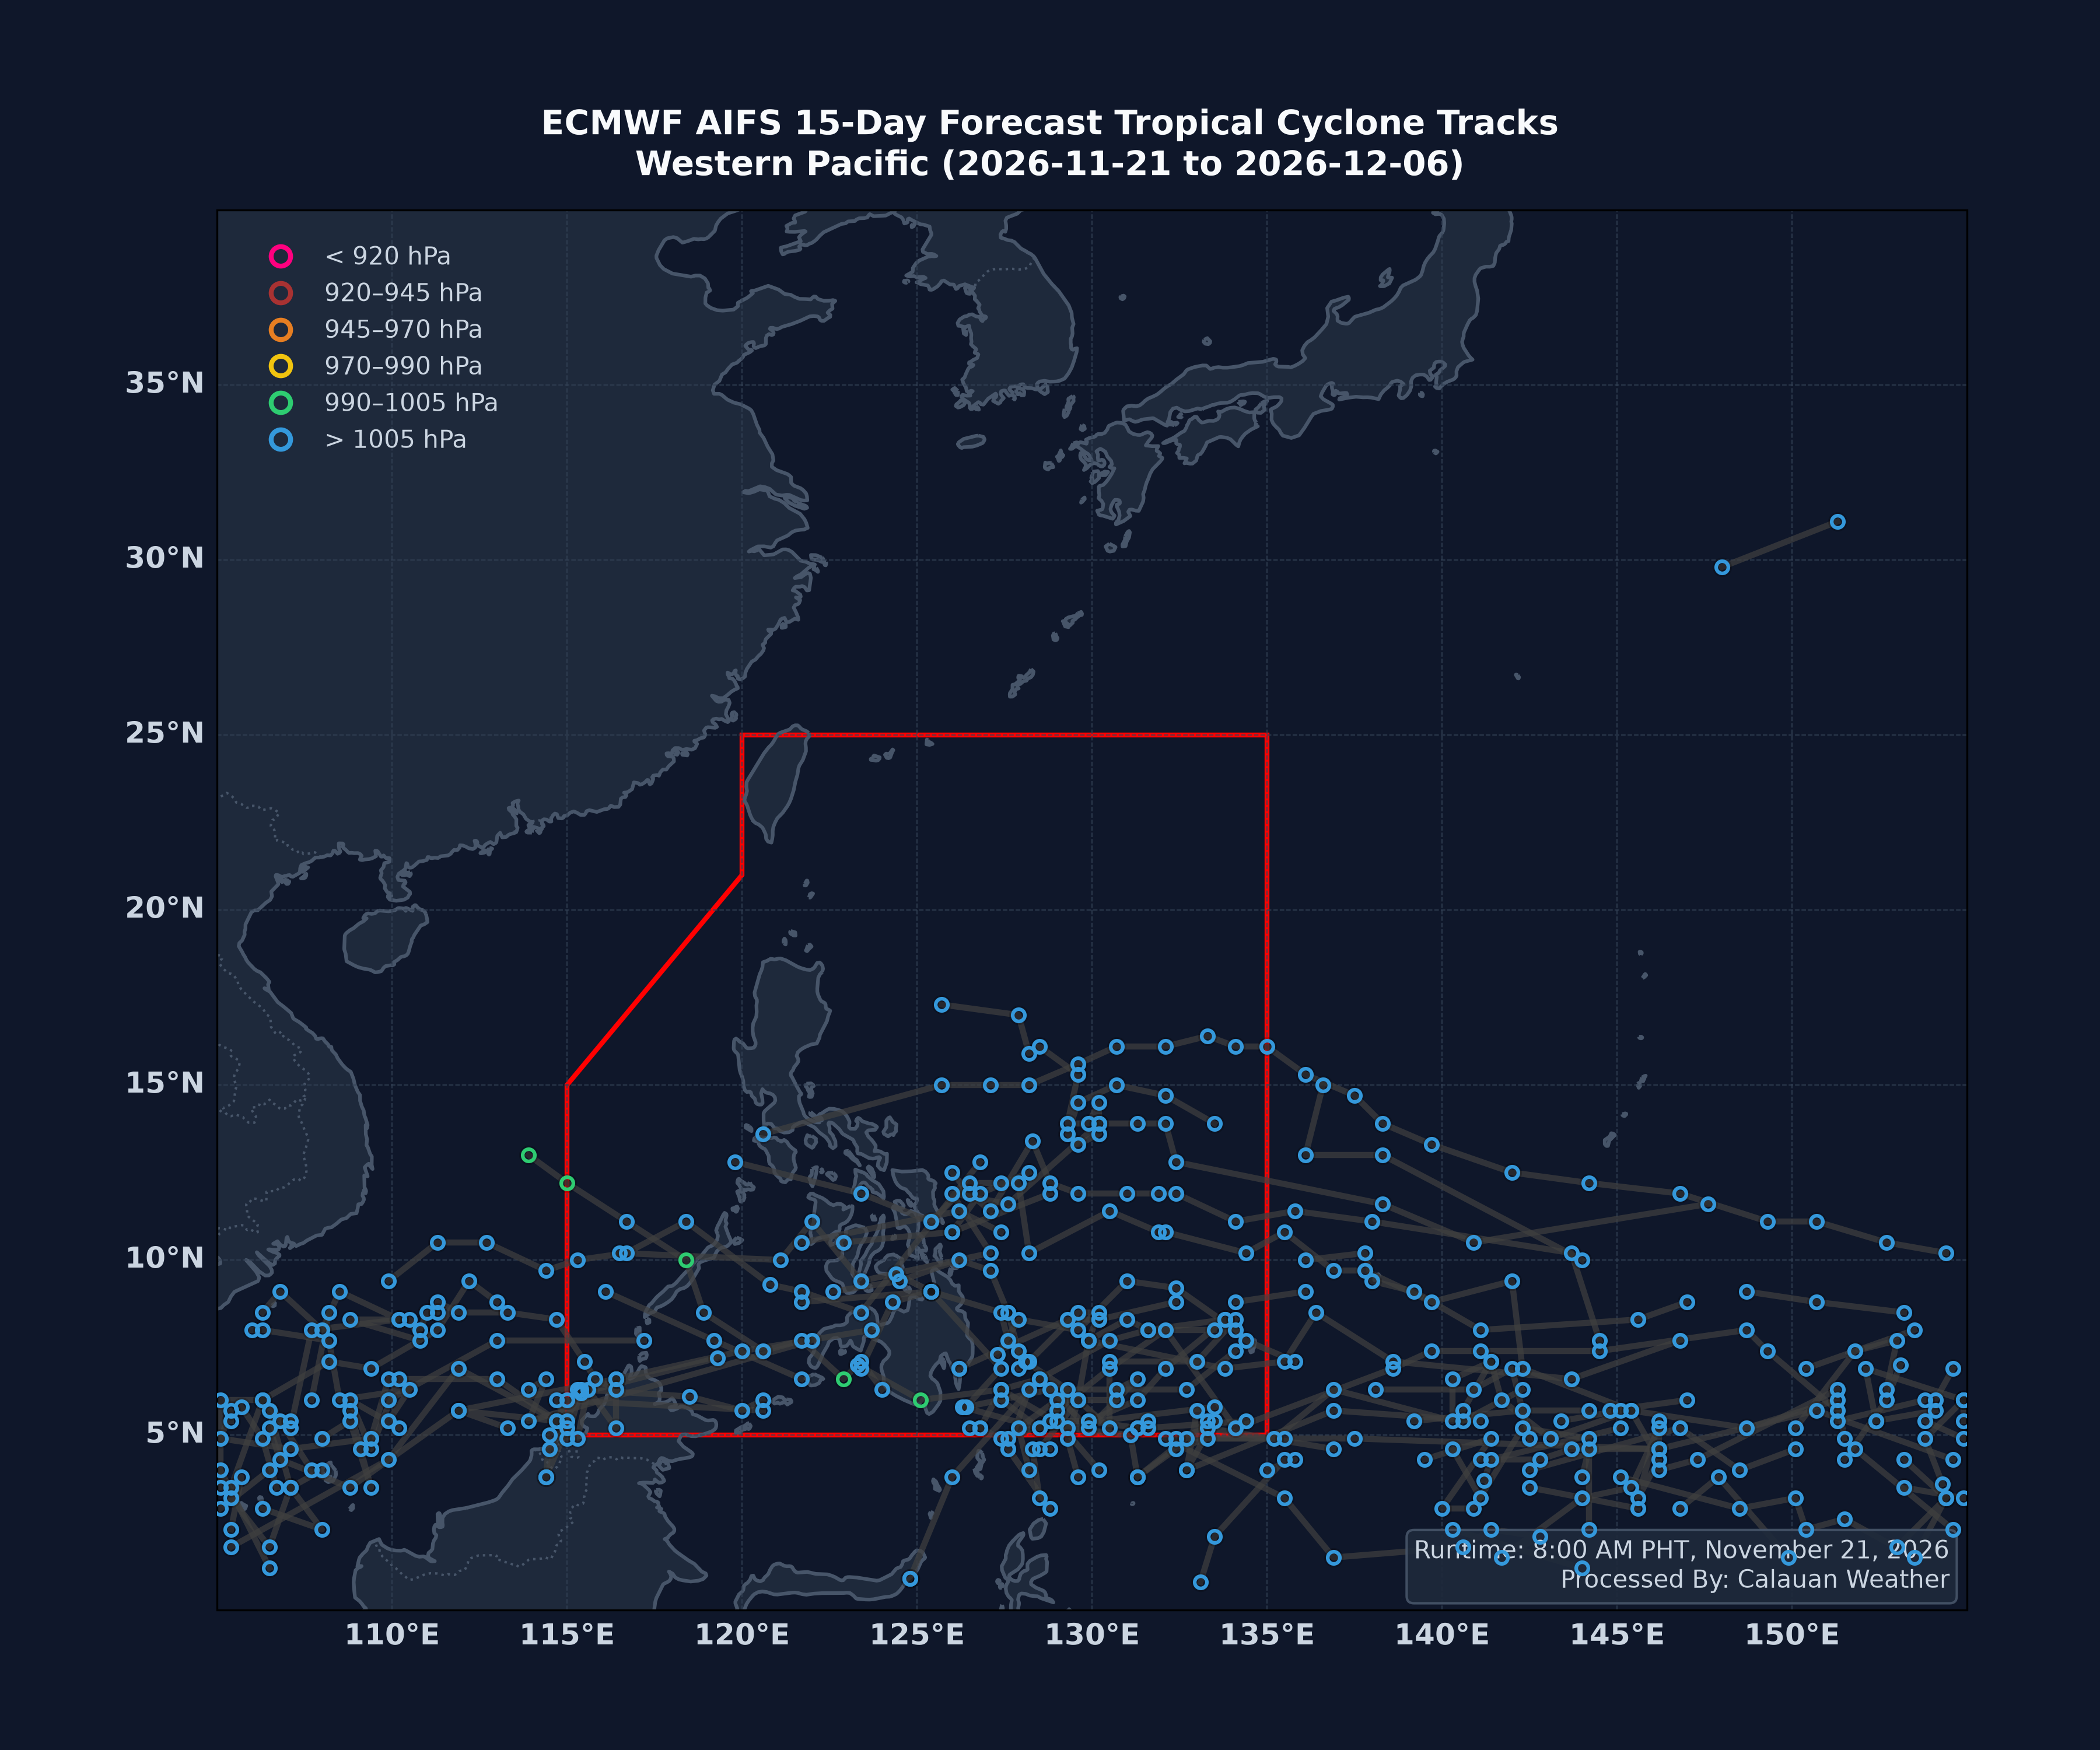 ECMWF AIFS 15-Day Forecast Tropical Cyclone Tracks
Western Pacific (2026-11-21 to 2026-12-06)
< 920 hPa
920–945 hPa
945–970 hPa
970–990 hPa
990–1005 hPa
> 1005 hPa
35°N
30°N
25°N
20°N
15°N
10°N
5°N
Runtime: 8:00 AM PHT, November 21, 2026
Processed By: Calauan Weather
110°E 115°E 120°E 125°E 130°E 135°E 140°E 145°E 150°E